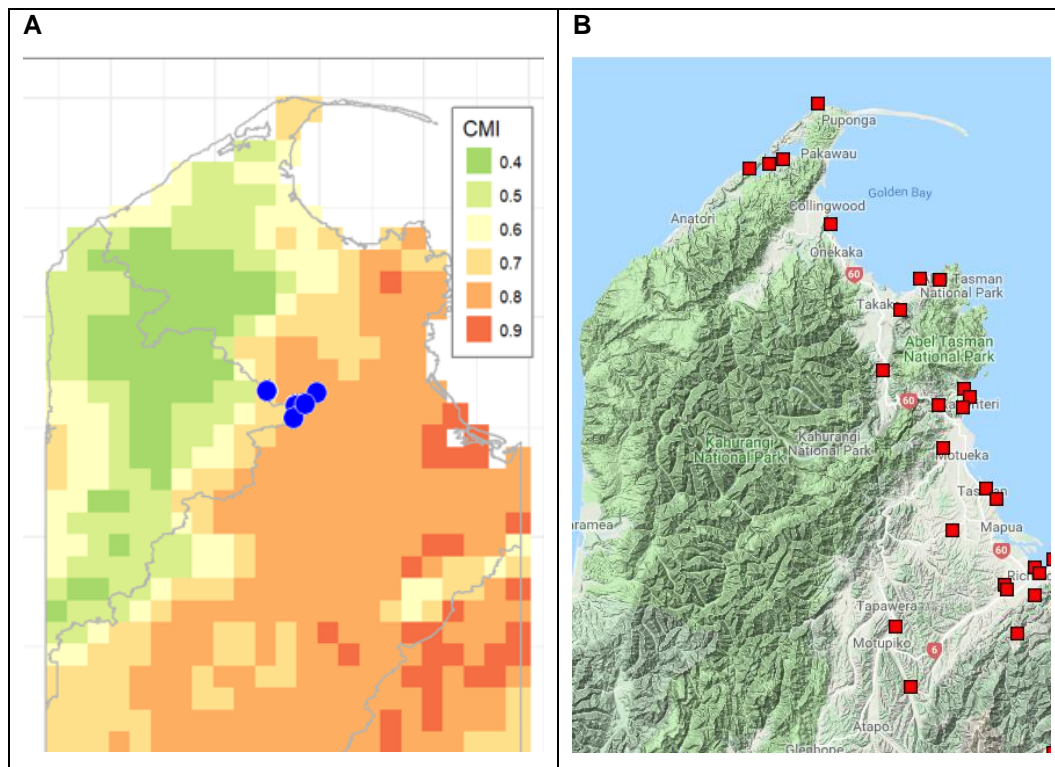 A
CMI
0.4
0.5
0.6
0.7
0.8
0.9
B
Puponga
Pakawau
Golden Bay
Collingwood
Anatori
Onekaka
60
Tasman
National Park
Abel Tasman
National Park
60
Kahurangi
National Park
Kahurangi
National Park
Motueka
Mapua
60
Tapawera
Motupiko
6